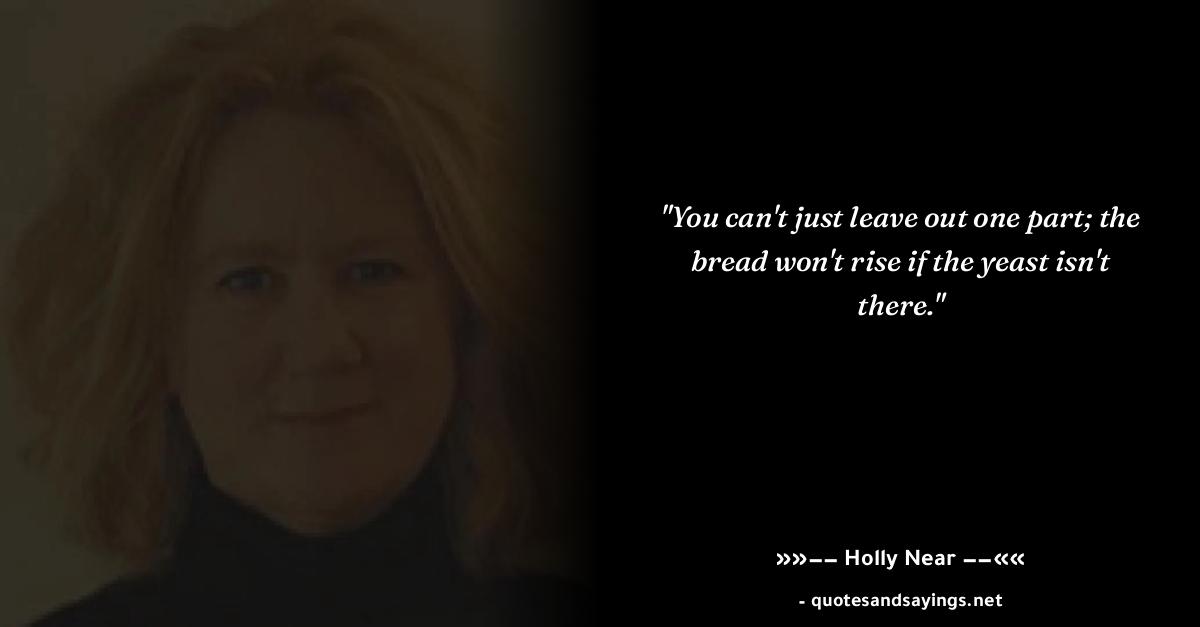 "You can't just leave out one part; the
bread won't rise if the yeast isn't
there."
»»–– Holly Near ––««
- quotesandsayings.net